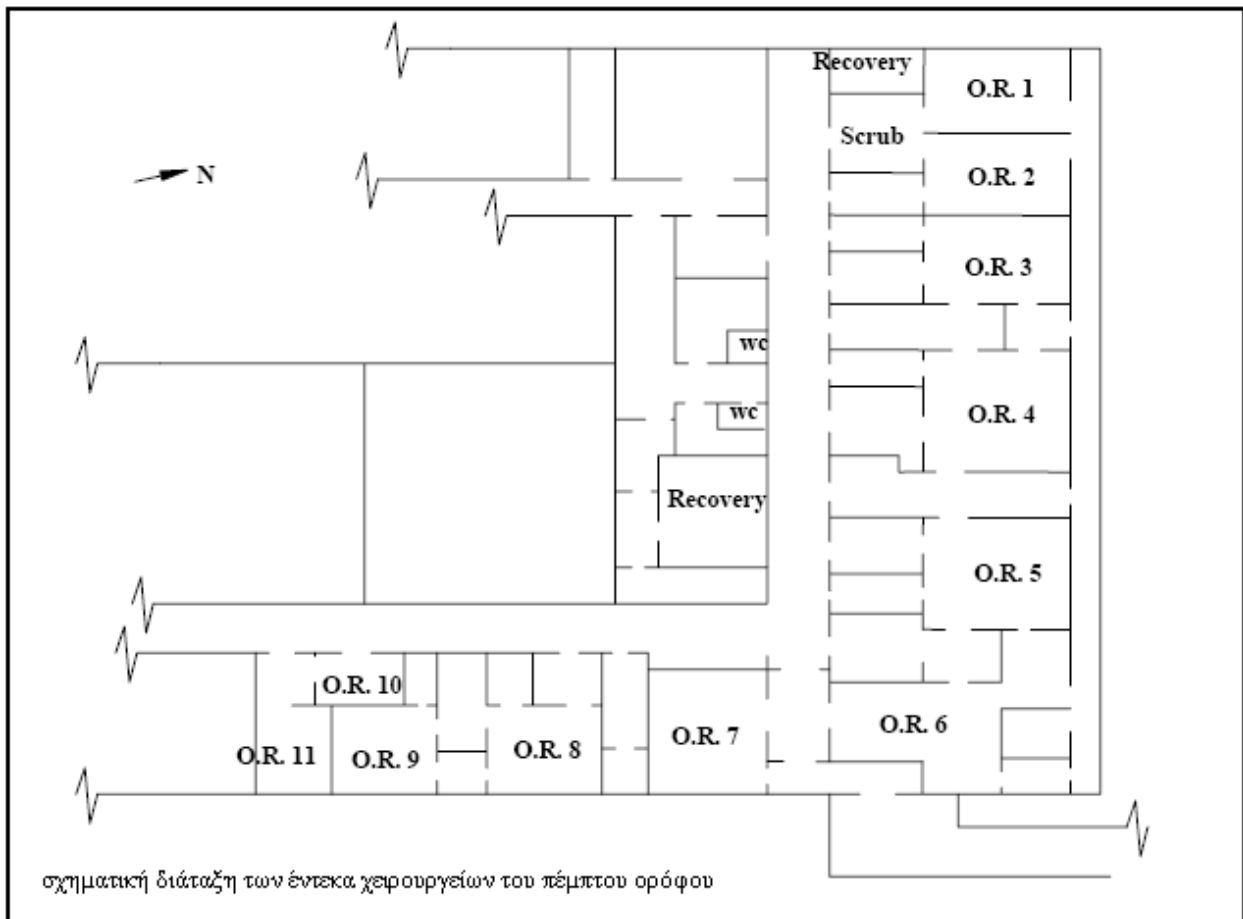 Recovery
O.R. 1
Scrub
N
O.R. 2
O.R. 3
wc
wc
O.R. 4
Recovery
O.R. 5
O.R. 10
O.R. 6
O.R. 7
O.R. 8
O.R. 11
O.R. 9
σχηματική διάταξη των έντεκα χειρουργείων του πέμπτου ορόφου